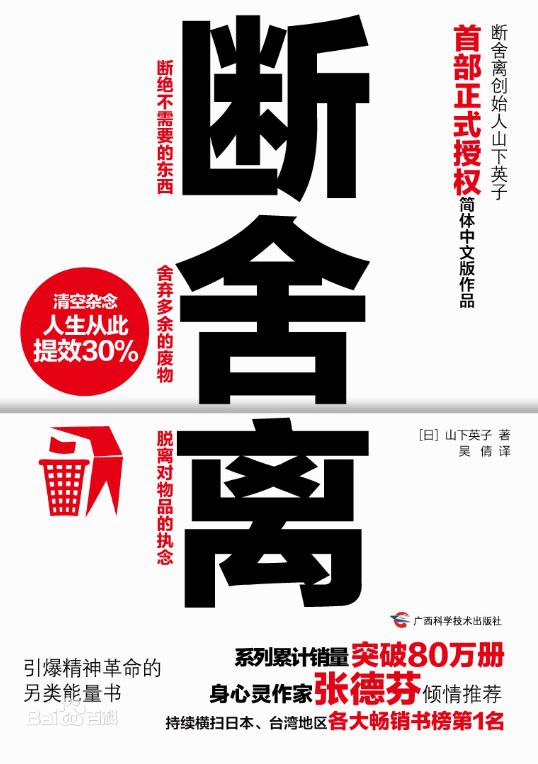 断舍离创始人山下英子
首部正式授权
简体中文版作品
断舍离
断绝不需要的东西
舍弃多余的废物
脱离对物品的执念
清空杂念
人生从此
提效30%
[日] 山下英子 著
吴 倩 译
广西科学技术出版社
系列累计销量突破80万册
身心灵作家张德芬倾情推荐
持续横扫日本、台湾地区各大畅销书榜第1名
引爆精神革命的
另类能量书
Bai百科